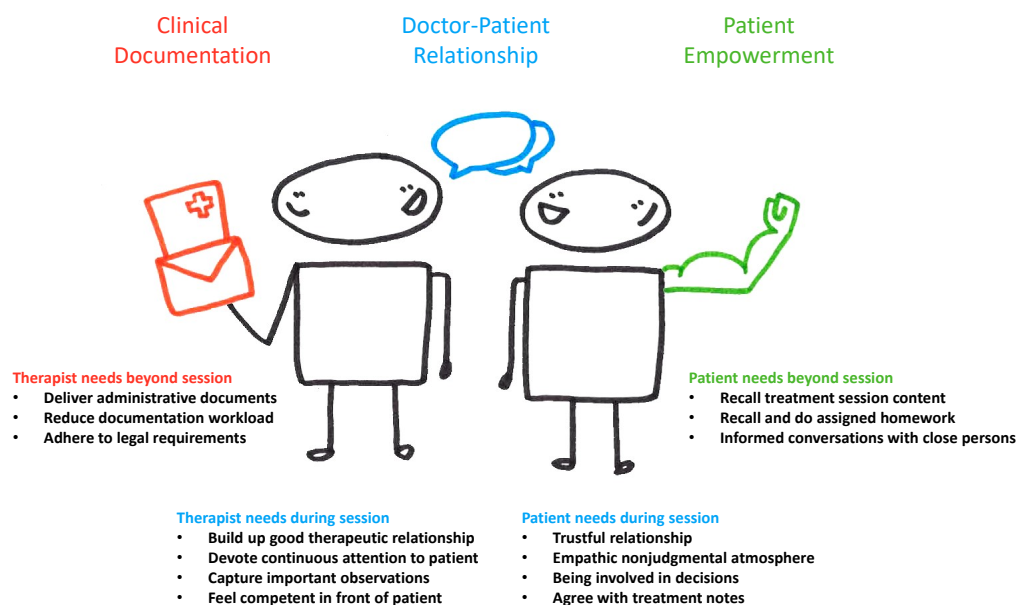 Clinical
Documentation
Doctor-Patient
Relationship
Patient
Empowerment
Therapist needs beyond session
• Deliver administrative documents
• Reduce documentation workload
• Adhere to legal requirements
Patient needs beyond session
• Recall treatment session content
• Recall and do assigned homework
• Informed conversations with close persons
Therapist needs during session
• Build up good therapeutic relationship
• Devote continuous attention to patient
• Capture important observations
• Feel competent in front of patient
Patient needs during session
• Trustful relationship
• Empathic nonjudgmental atmosphere
• Being involved in decisions
• Agree with treatment notes